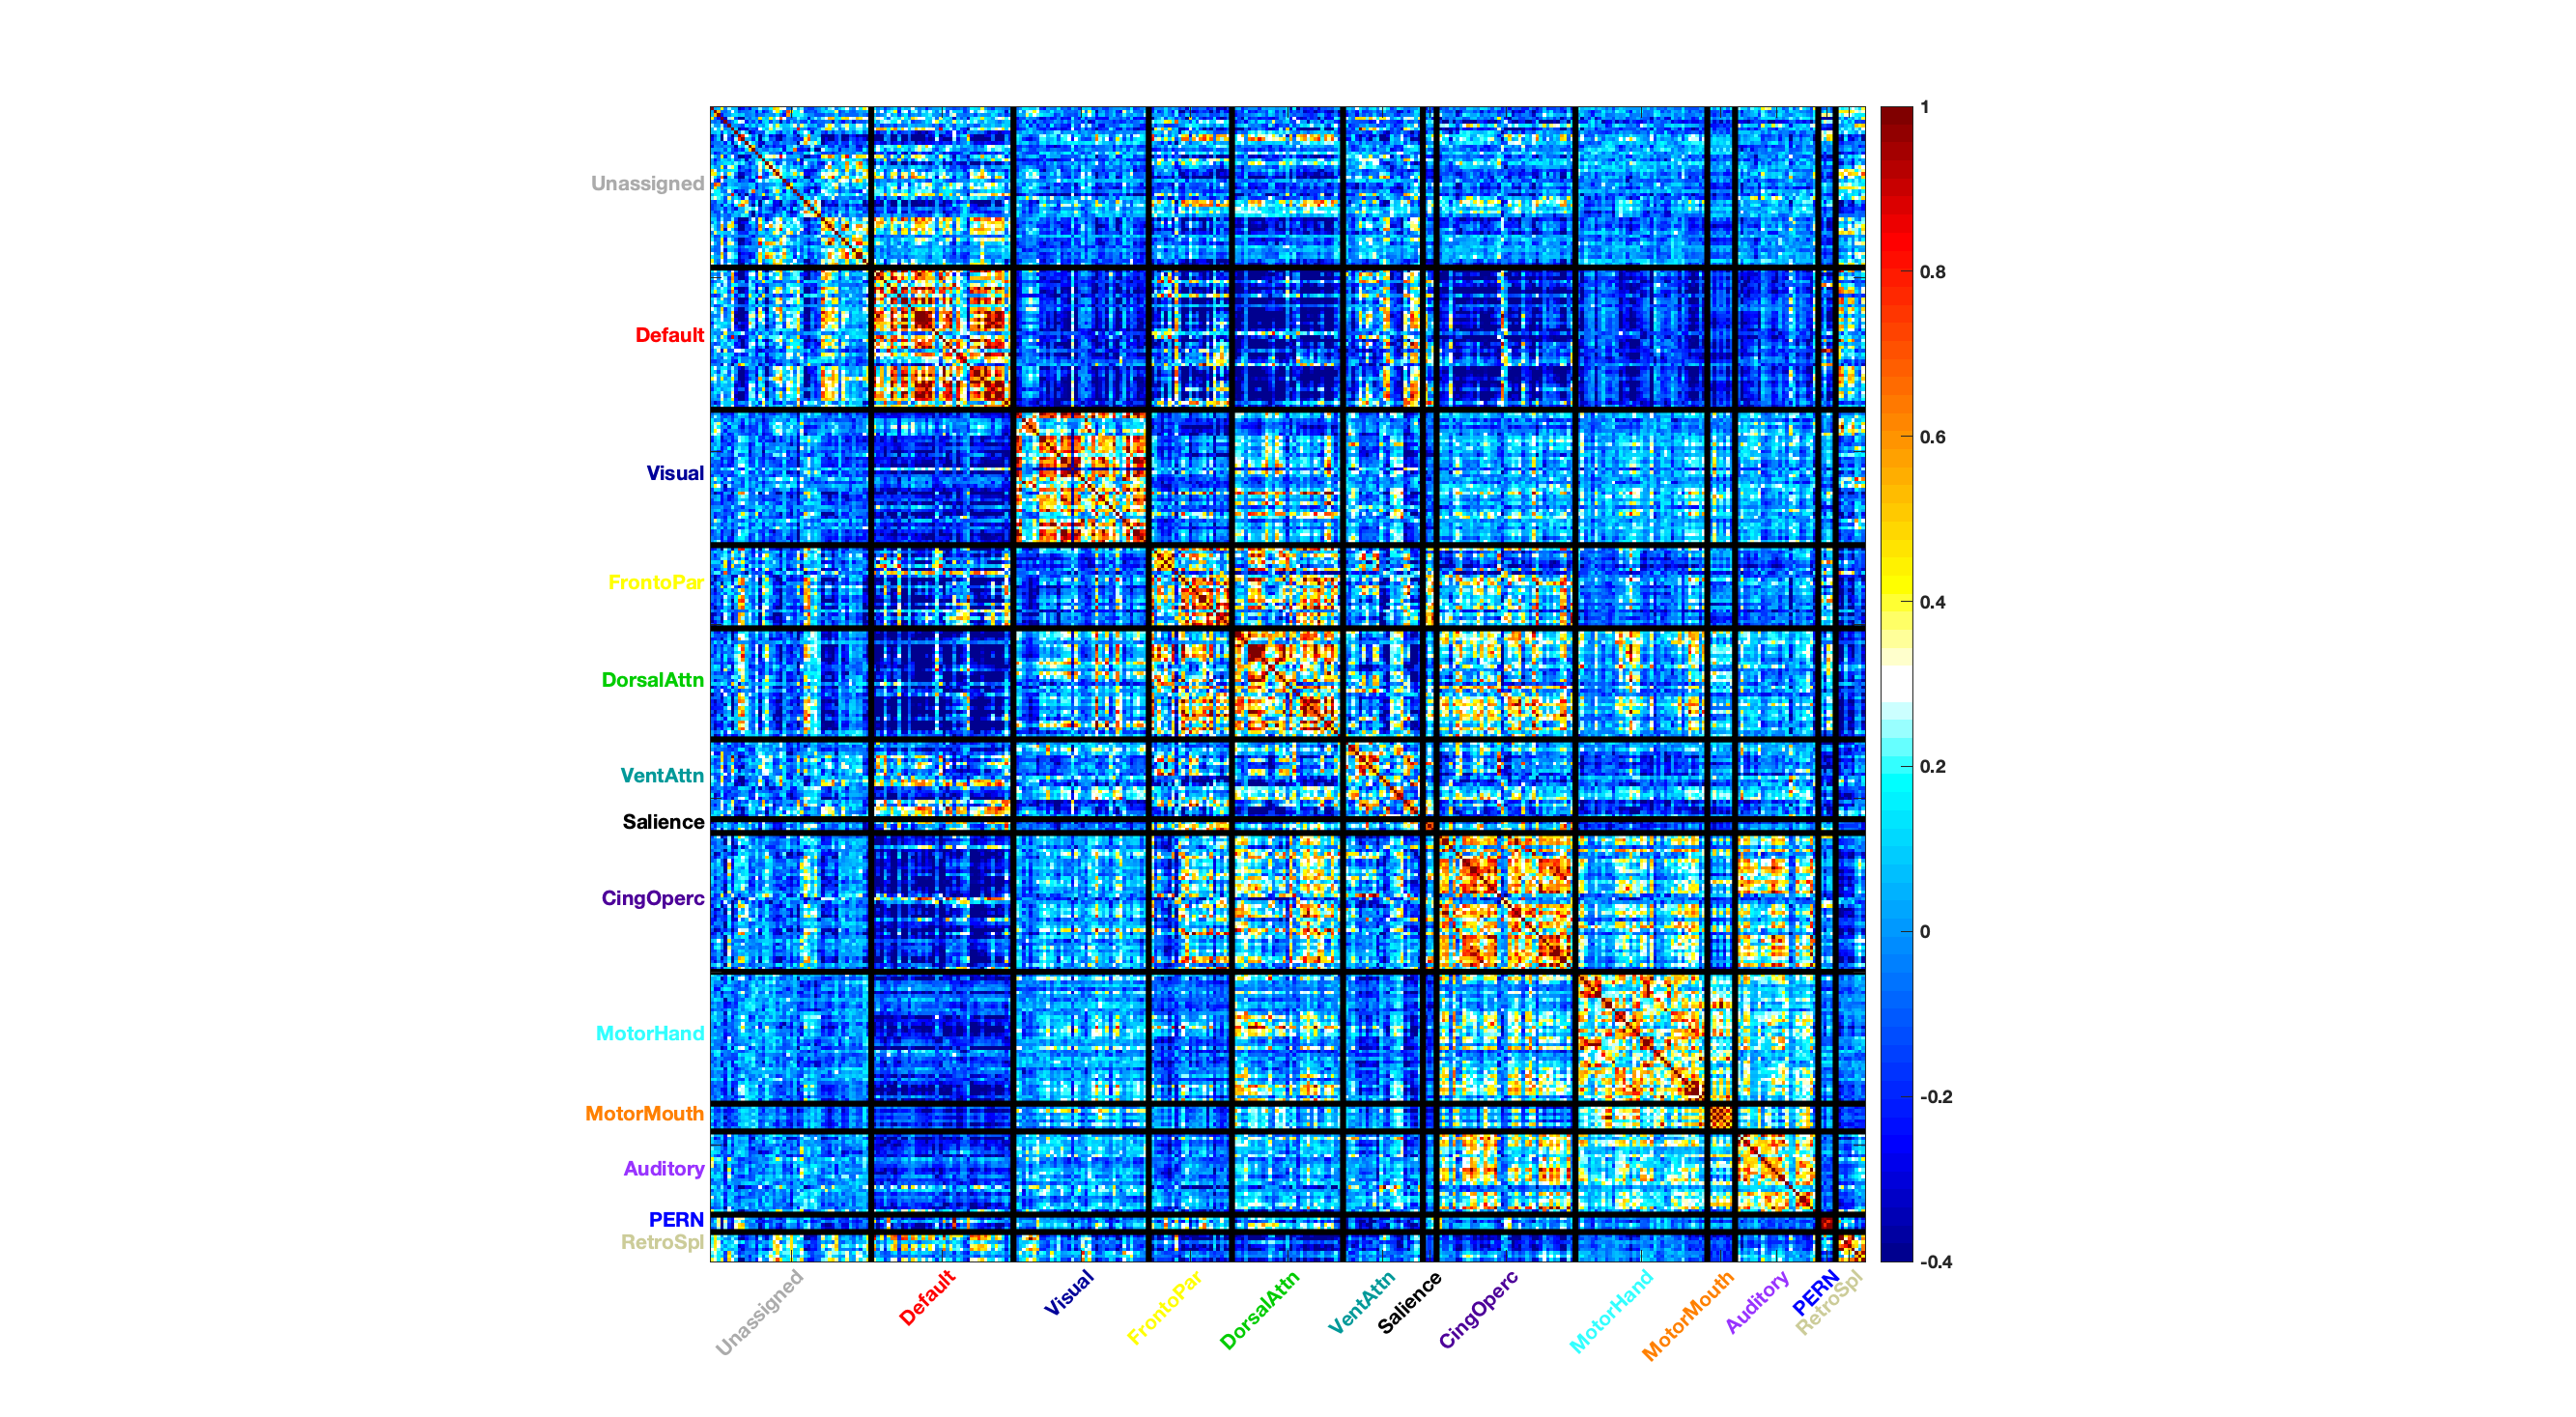 Unassigned
Default
Visual
FrontoPar
DorsalAttn
VentAttn
Salience
CingOperc
MotorHand
MotorMouth
Auditory
PERN
RetroSpl
Unassigned
Default
Visual
FrontoPar
DorsalAttn
VentAttn
Salience
CingOperc
MotorHand
MotorMouth
Auditory
PERN
RetroSpl
1
0.8
0.6
0.4
0.2
0
-0.2
-0.4